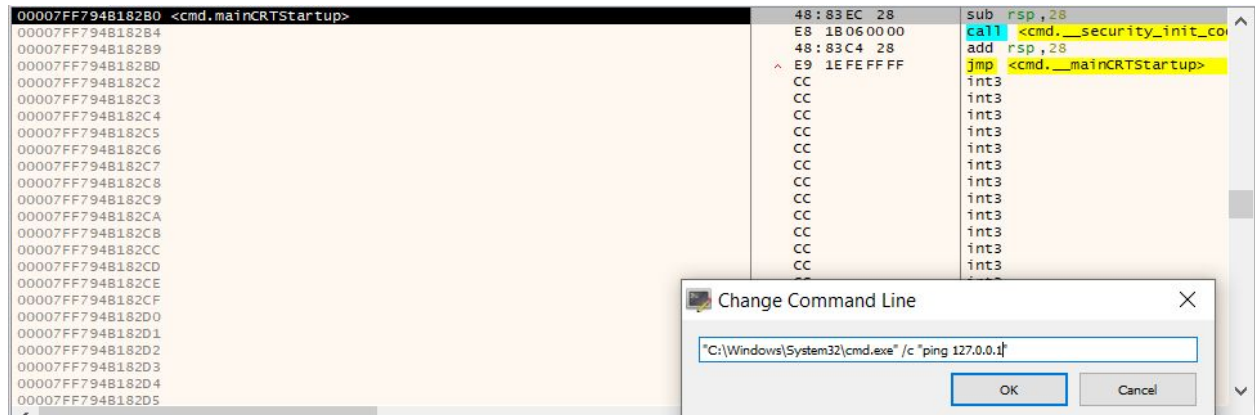 00007FF794B182B0 <cmd.mainCRTStartup> 48:83EC 28 sub rsp,28
00007FF794B182B4 E8 1B060000 call <cmd.__security_init_co
00007FF794B182B9 48:83C4 28 add rsp,28
00007FF794B182BD ^ E9 1EFEFFFF jmp <cmd.__mainCRTStartup>
00007FF794B182C2 CC int3
00007FF794B182C3 CC int3
00007FF794B182C4 CC int3
00007FF794B182C5 CC int3
00007FF794B182C6 CC int3
00007FF794B182C7 CC int3
00007FF794B182C8 CC int3
00007FF794B182C9 CC int3
00007FF794B182CA CC int3
00007FF794B182CB CC int3
00007FF794B182CC CC int3
00007FF794B182CD CC int3
00007FF794B182CE
00007FF794B182CF
00007FF794B182D0
00007FF794B182D1
00007FF794B182D2
00007FF794B182D3
00007FF794B182D4
00007FF794B182D5
Change Command Line
"C:\Windows\System32\cmd.exe" /c "ping 127.0.0.1"
OK Cancel